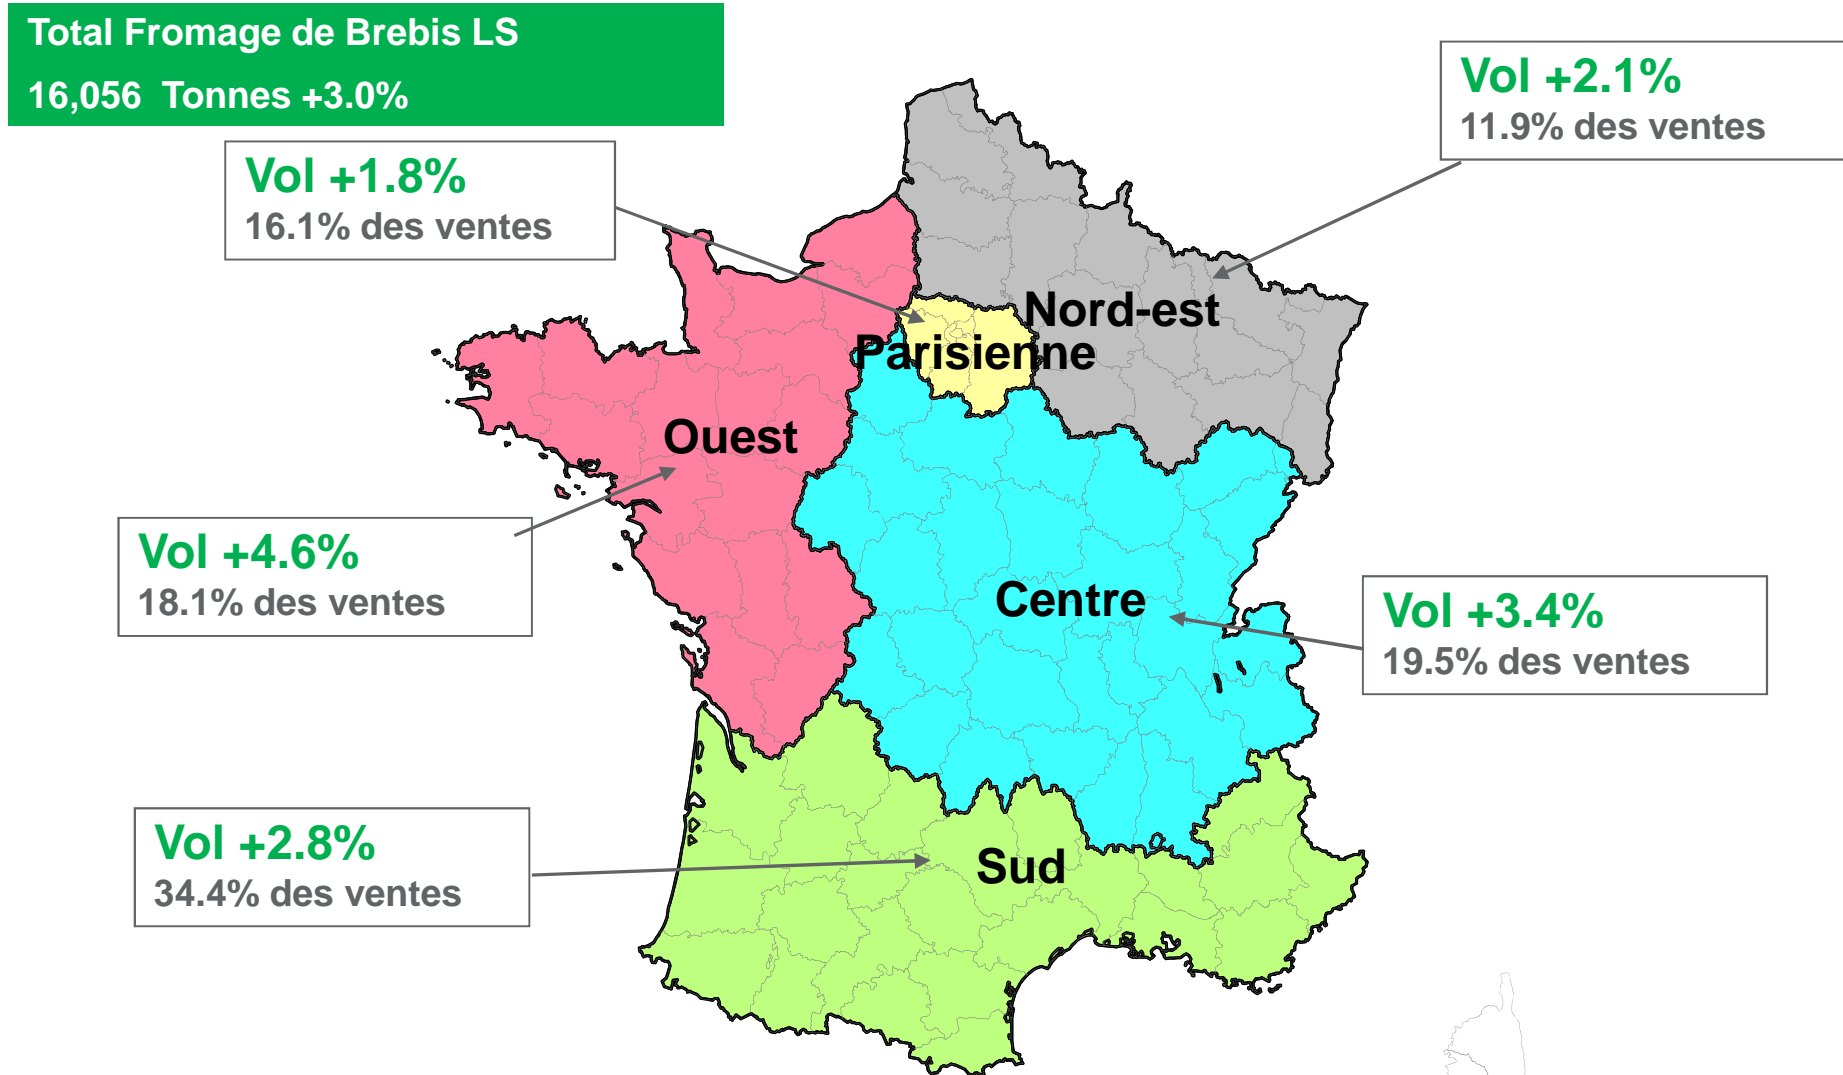 Total Fromage de Brebis LS
16,056 Tonnes +3.0%
Vol +2.1%
11.9% des ventes
Vol +1.8%
16.1% des ventes
Nord-est
Parisienne
Ouest
Vol +4.6%
18.1% des ventes
Centre
Vol +3.4%
19.5% des ventes
Vol +2.8%
34.4% des ventes
Sud